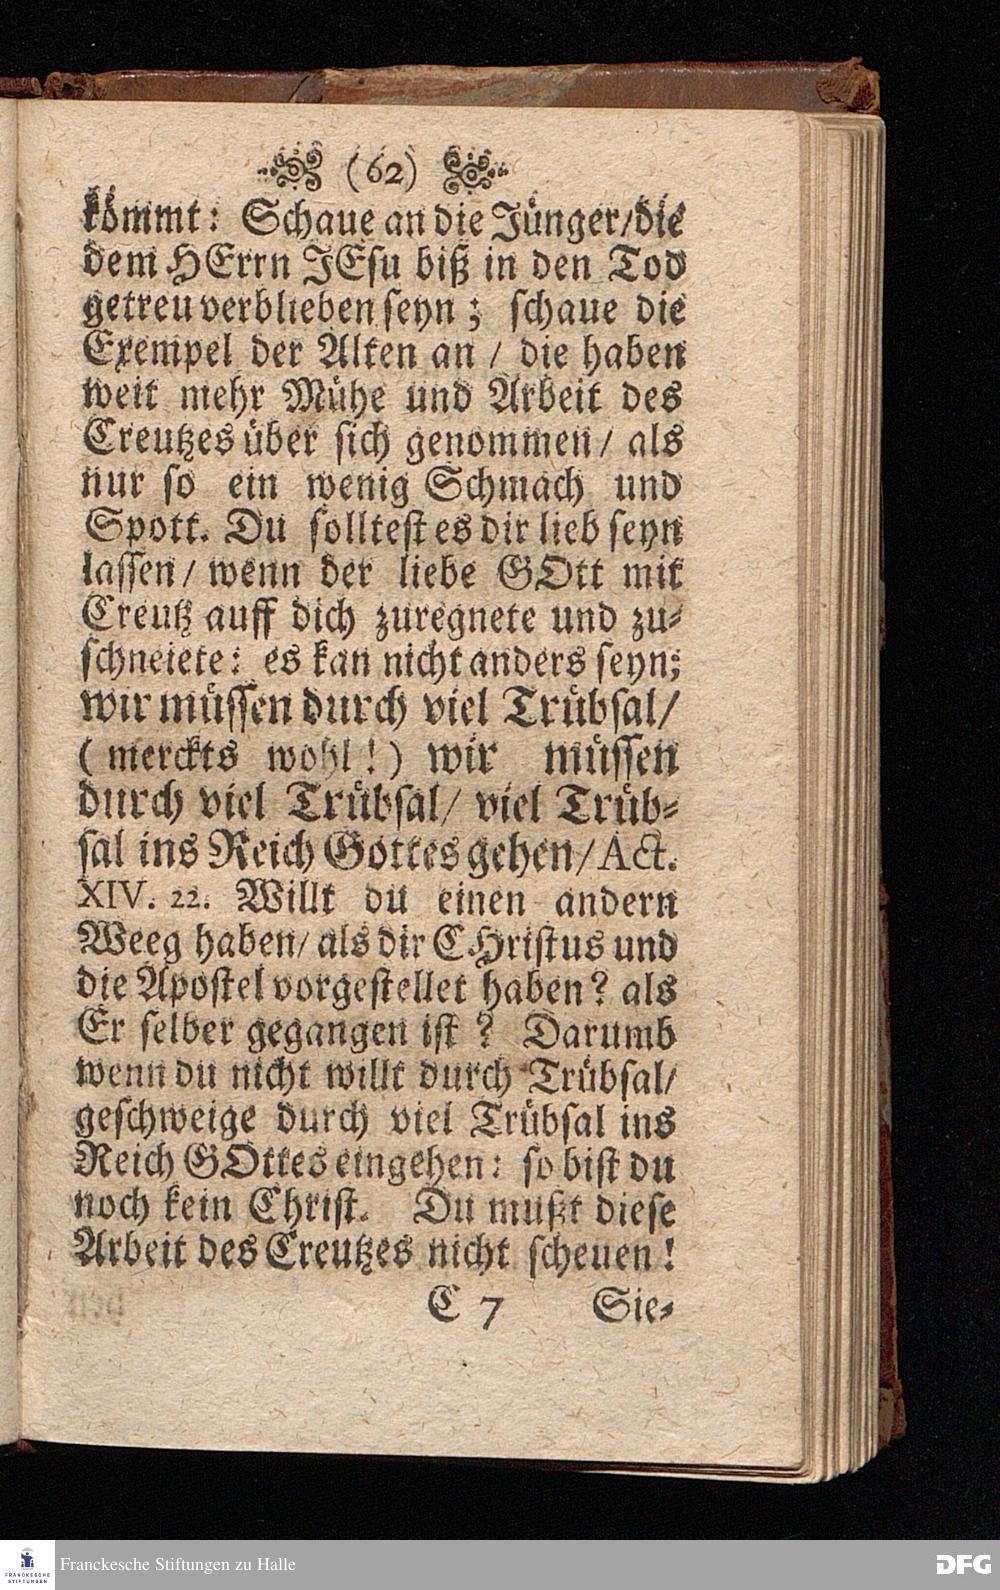 (62)
kömmt: Schaue an die Jünger/die
dem HErrn JEsu biß in den Tod
getreu verblieben seyn; schaue die
Exempel der Alten an / die haben
weit mehr Mühe und Arbeit des
Creutzes über sich genommen/ als
nur so ein wenig Schmach und
Spott. Du solltest es dir lieb seyn
lassen/ wenn der liebe GOtt mit
Creutz auff dich zuregnete und zu-
schneiete: es kan nicht anders seyn;
wir müssen durch viel Trübsal/
(merckts wohl!) wir müssen
durch viel Trübsal/ viel Trüb-
sal ins Reich Gottes gehen/ Act.
XIV. 22. Willt du einen andern
Weeg haben/ als dir CHristus und
die Apostel vorgestellet haben? als
Er selber gegangen ist? Darumb
wenn du nicht willt durch Trübsal/
geschweige durch viel Trübsal ins
Reich GOttes eingehen: so bist du
noch kein Christ. Du mußt diese
Arbeit des Creutzes nicht scheuen!
C 7 Sie-
FRANCKESCHE STIFTUNGEN
Franckesche Stiftungen zu Halle
DFG